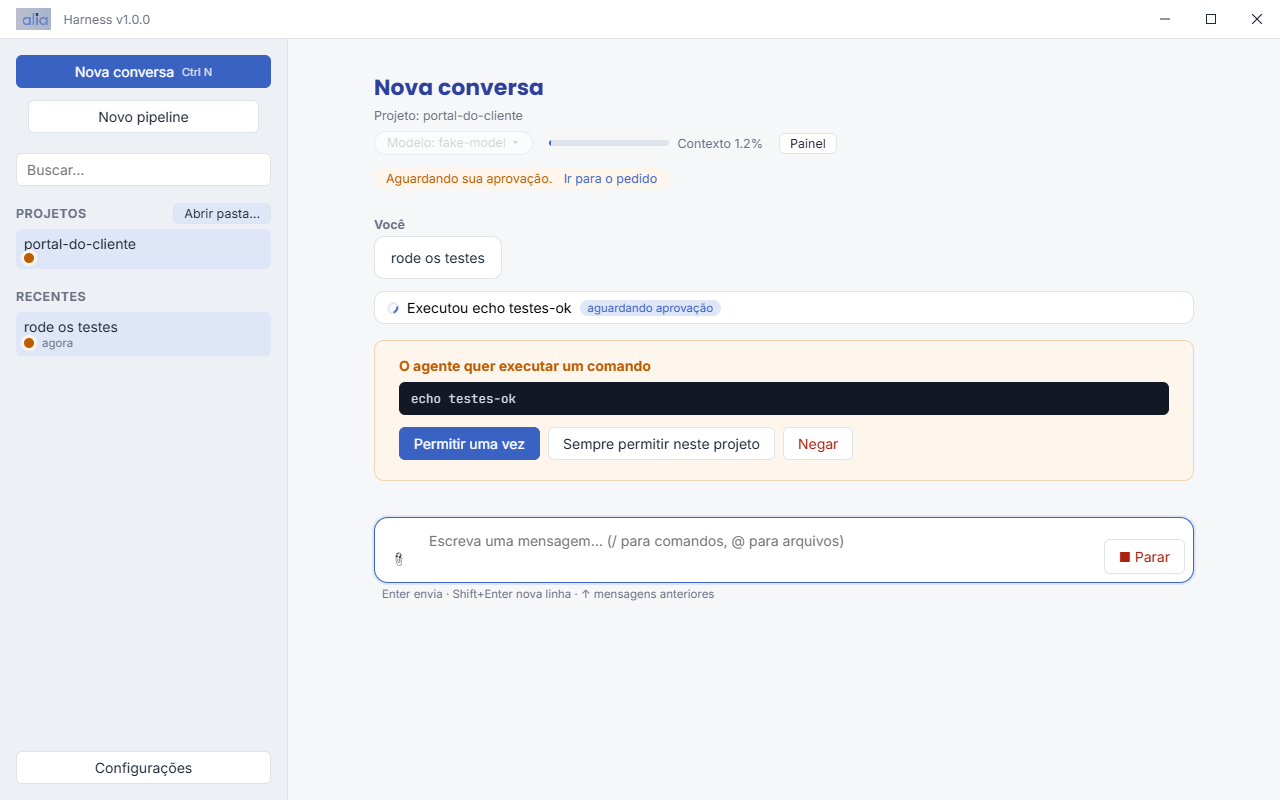 alia
Harness v1.0.0
Nova conversa Ctrl N
Novo pipeline
Buscar...
PROJETOS
Abrir pasta...
portal-do-cliente
RECENTES
rode os testes
agora
Configurações
Nova conversa
Projeto: portal-do-cliente
Modelo: fake-model
Contexto 1.2%
Painel
Aguardando sua aprovação. Ir para o pedido
Você
rode os testes
Executou echo testes-ok aguardando aprovação
O agente quer executar um comando
echo testes-ok
Permitir uma vez
Sempre permitir neste projeto
Negar
Escreva uma mensagem... (/ para comandos, @ para arquivos)
Parar
Enter envia · Shift+Enter nova linha · ↑ mensagens anteriores